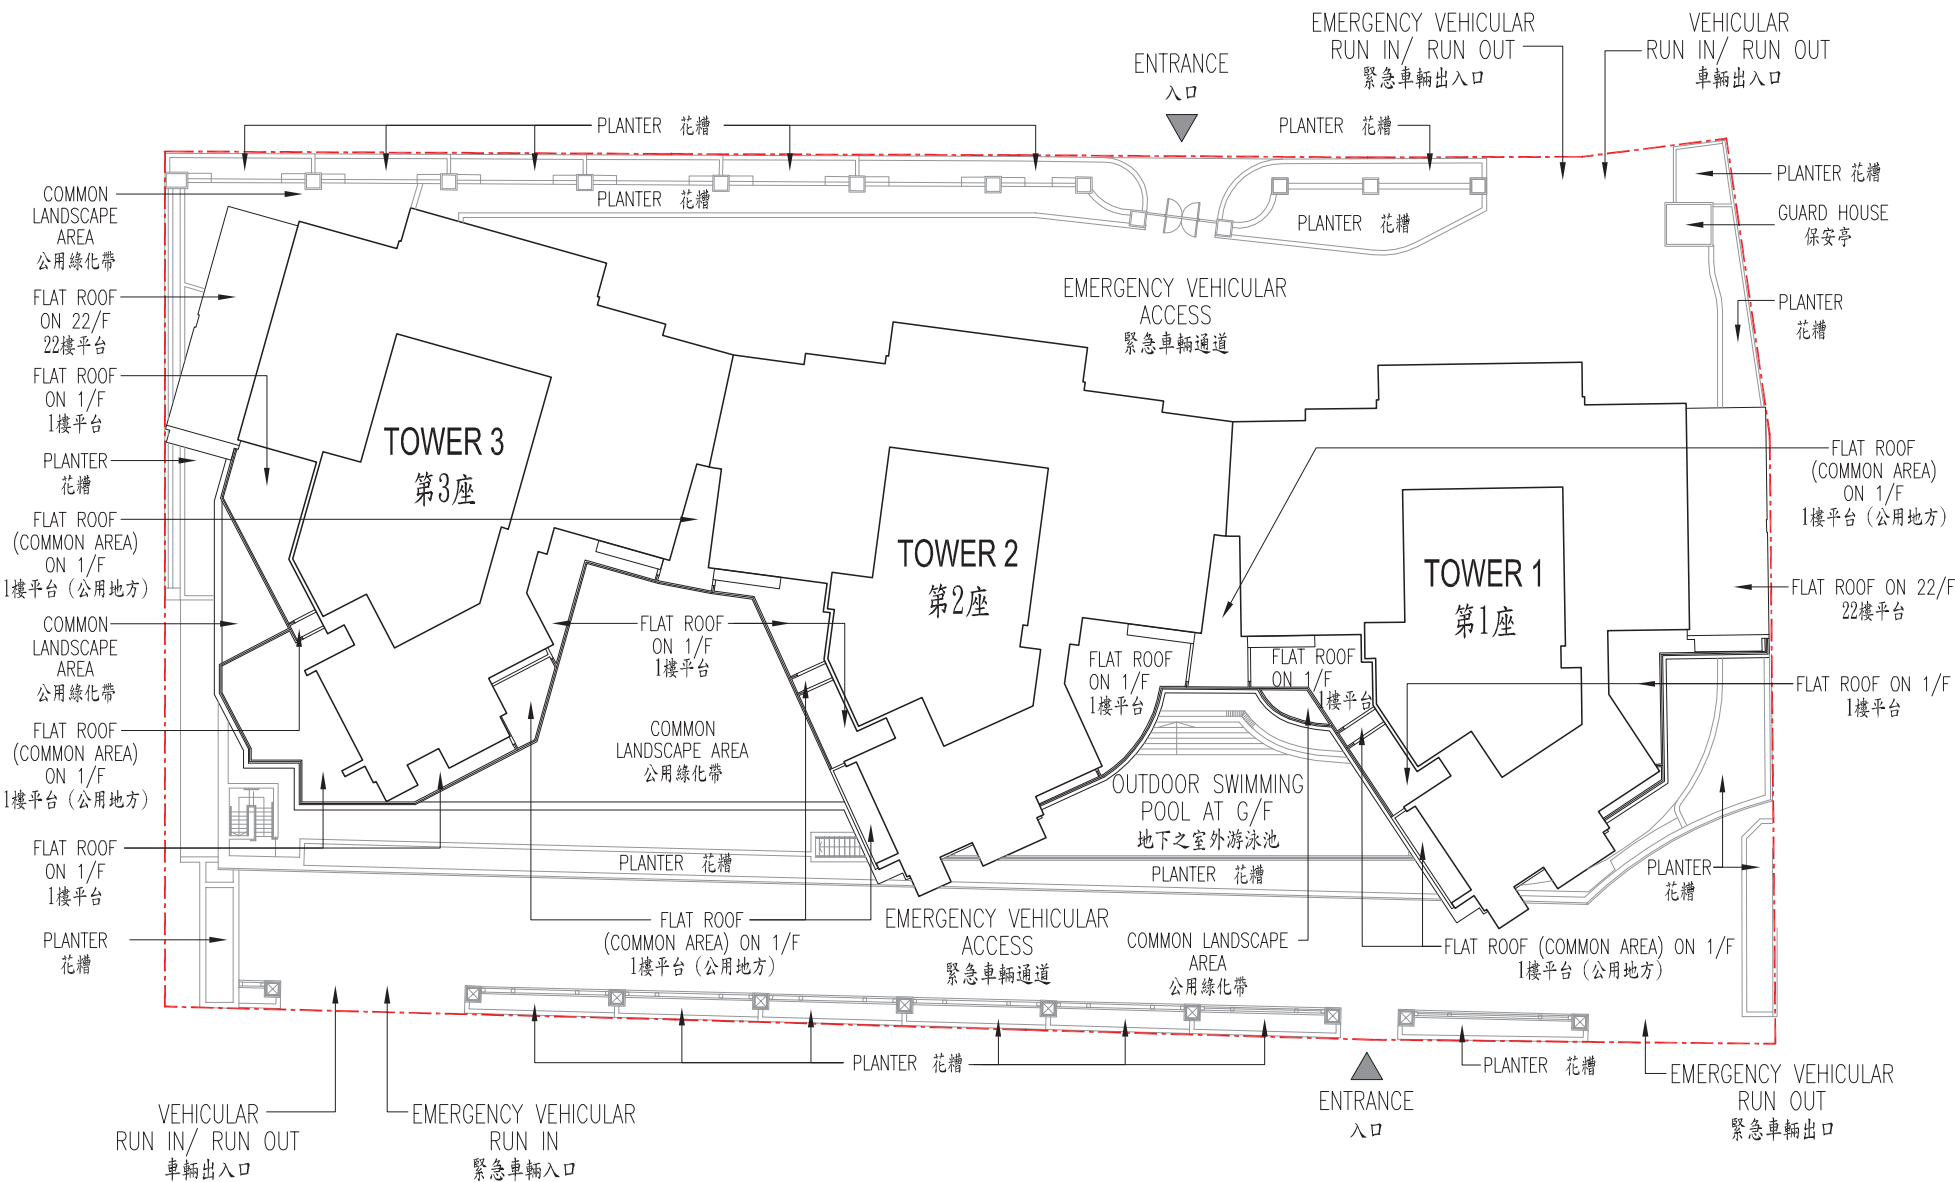 EMERGENCY VEHICULAR
RUN IN/ RUN OUT
緊急車輛出入口
VEHICULAR
RUN IN/ RUN OUT
車輛出入口
ENTRANCE
入口
PLANTER 花糟
PLANTER 花糟
PLANTER 花糟
GUARD HOUSE
保安亭
PLANTER
花糟
COMMON
LANDSCAPE
AREA
公用綠化帶
PLANTER 花糟
PLANTER 花糟
EMERGENCY VEHICULAR
ACCESS
緊急車輛通道
FLAT ROOF
ON 22/F
22樓平台
FLAT ROOF
ON 1/F
1樓平台
PLANTER
花糟
FLAT ROOF
(COMMON AREA)
ON 1/F
1樓平台 (公用地方)
COMMON
LANDSCAPE
AREA
公用綠化帶
FLAT ROOF
(COMMON AREA)
ON 1/F
1樓平台 (公用地方)
FLAT ROOF
ON 1/F
1樓平台
PLANTER
花糟
TOWER 3
第3座
TOWER 2
第2座
TOWER 1
第1座
FLAT ROOF
(COMMON AREA)
ON 1/F
1樓平台 (公用地方)
FLAT ROOF ON 22/F
22樓平台
FLAT ROOF ON 1/F
1樓平台
FLAT ROOF
ON 1/F
1樓平台
FLAT ROOF
ON 1/F
1樓平台
FLAT ROOF
ON 1/F
1樓平台
COMMON
LANDSCAPE AREA
公用綠化帶
OUTDOOR SWIMMING
POOL AT G/F
地下之室外游泳池
PLANTER 花糟
PLANTER 花糟
PLANTER
花糟
FLAT ROOF
(COMMON AREA) ON 1/F
1樓平台 (公用地方)
EMERGENCY VEHICULAR
ACCESS
緊急車輛通道
COMMON LANDSCAPE
AREA
公用綠化帶
FLAT ROOF (COMMON AREA) ON 1/F
1樓平台 (公用地方)
PLANTER 花糟
PLANTER 花糟
VEHICULAR
RUN IN/ RUN OUT
車輛出入口
EMERGENCY VEHICULAR
RUN IN
緊急車輛入口
ENTRANCE
入口
EMERGENCY VEHICULAR
RUN OUT
緊急車輛出口